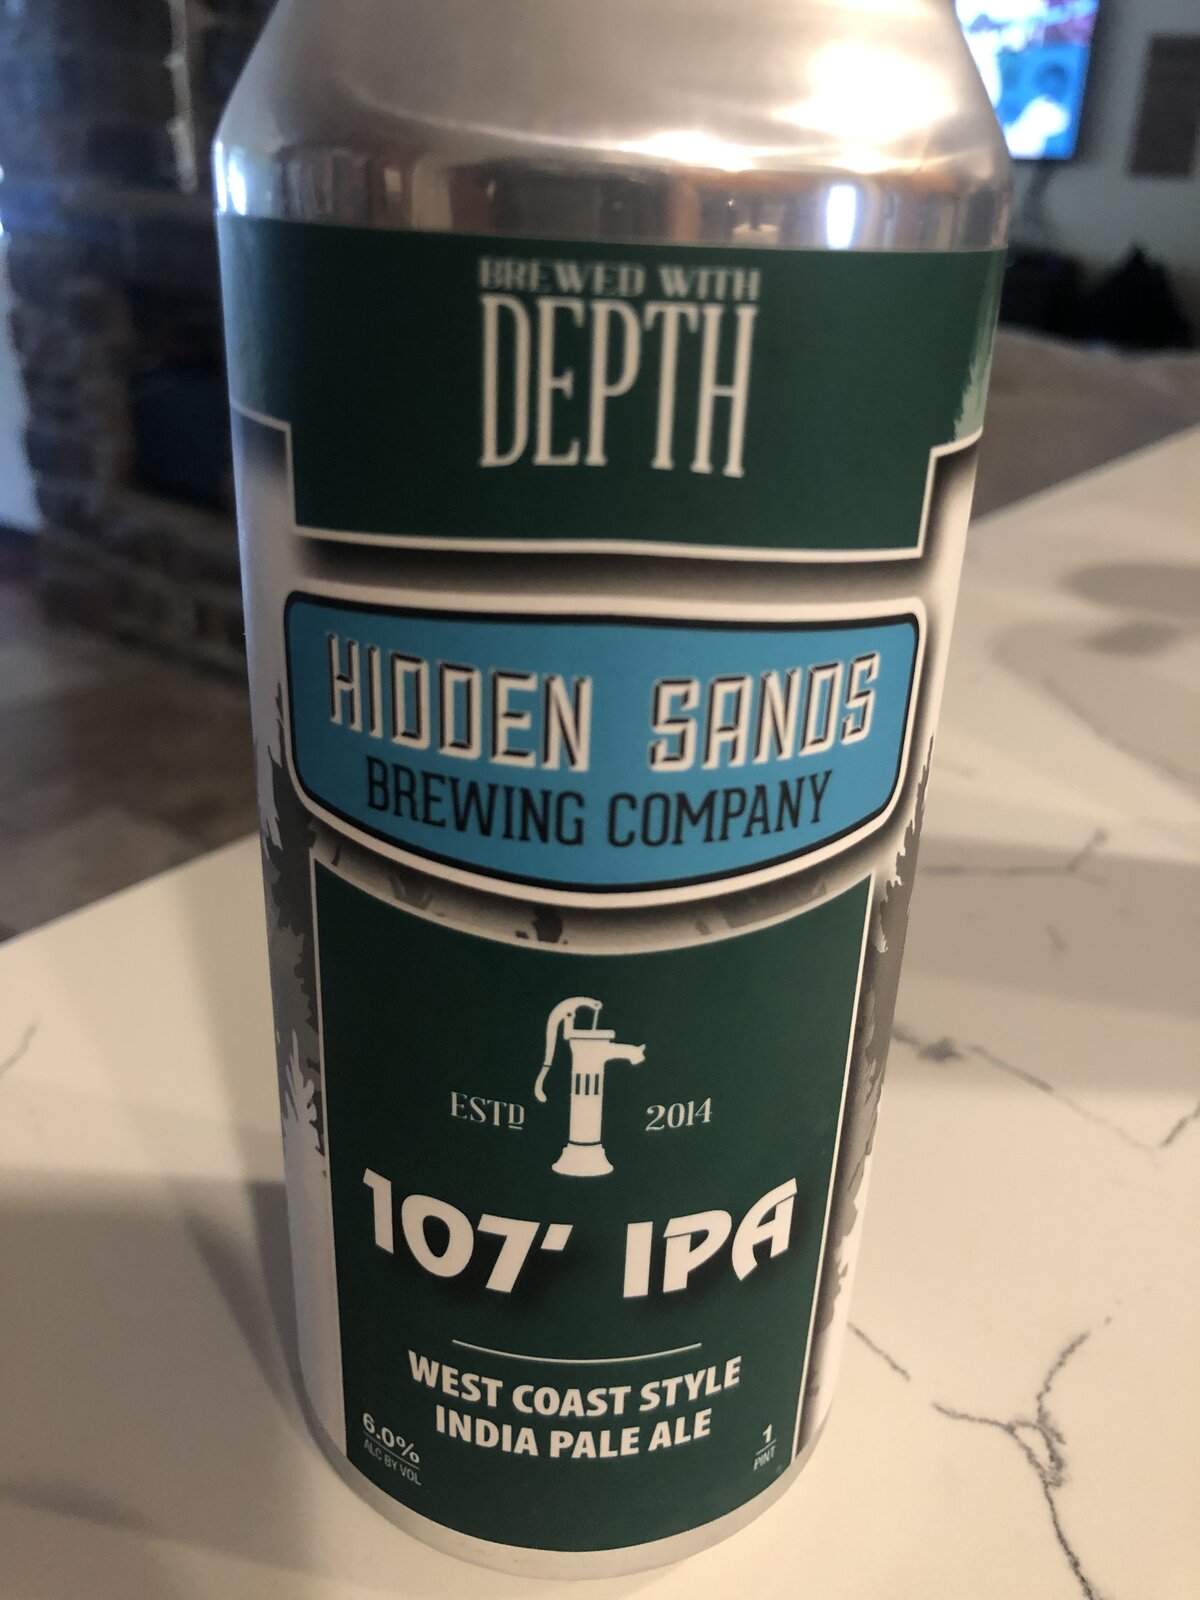 BREWED WITH
DEPTH
HIDDEN SANDS
BREWING COMPANY
ESTD 2014
107' IPA
WEST COAST STYLE
INDIA PALE ALE
6.0%
ALC BY VOL
1
PINT